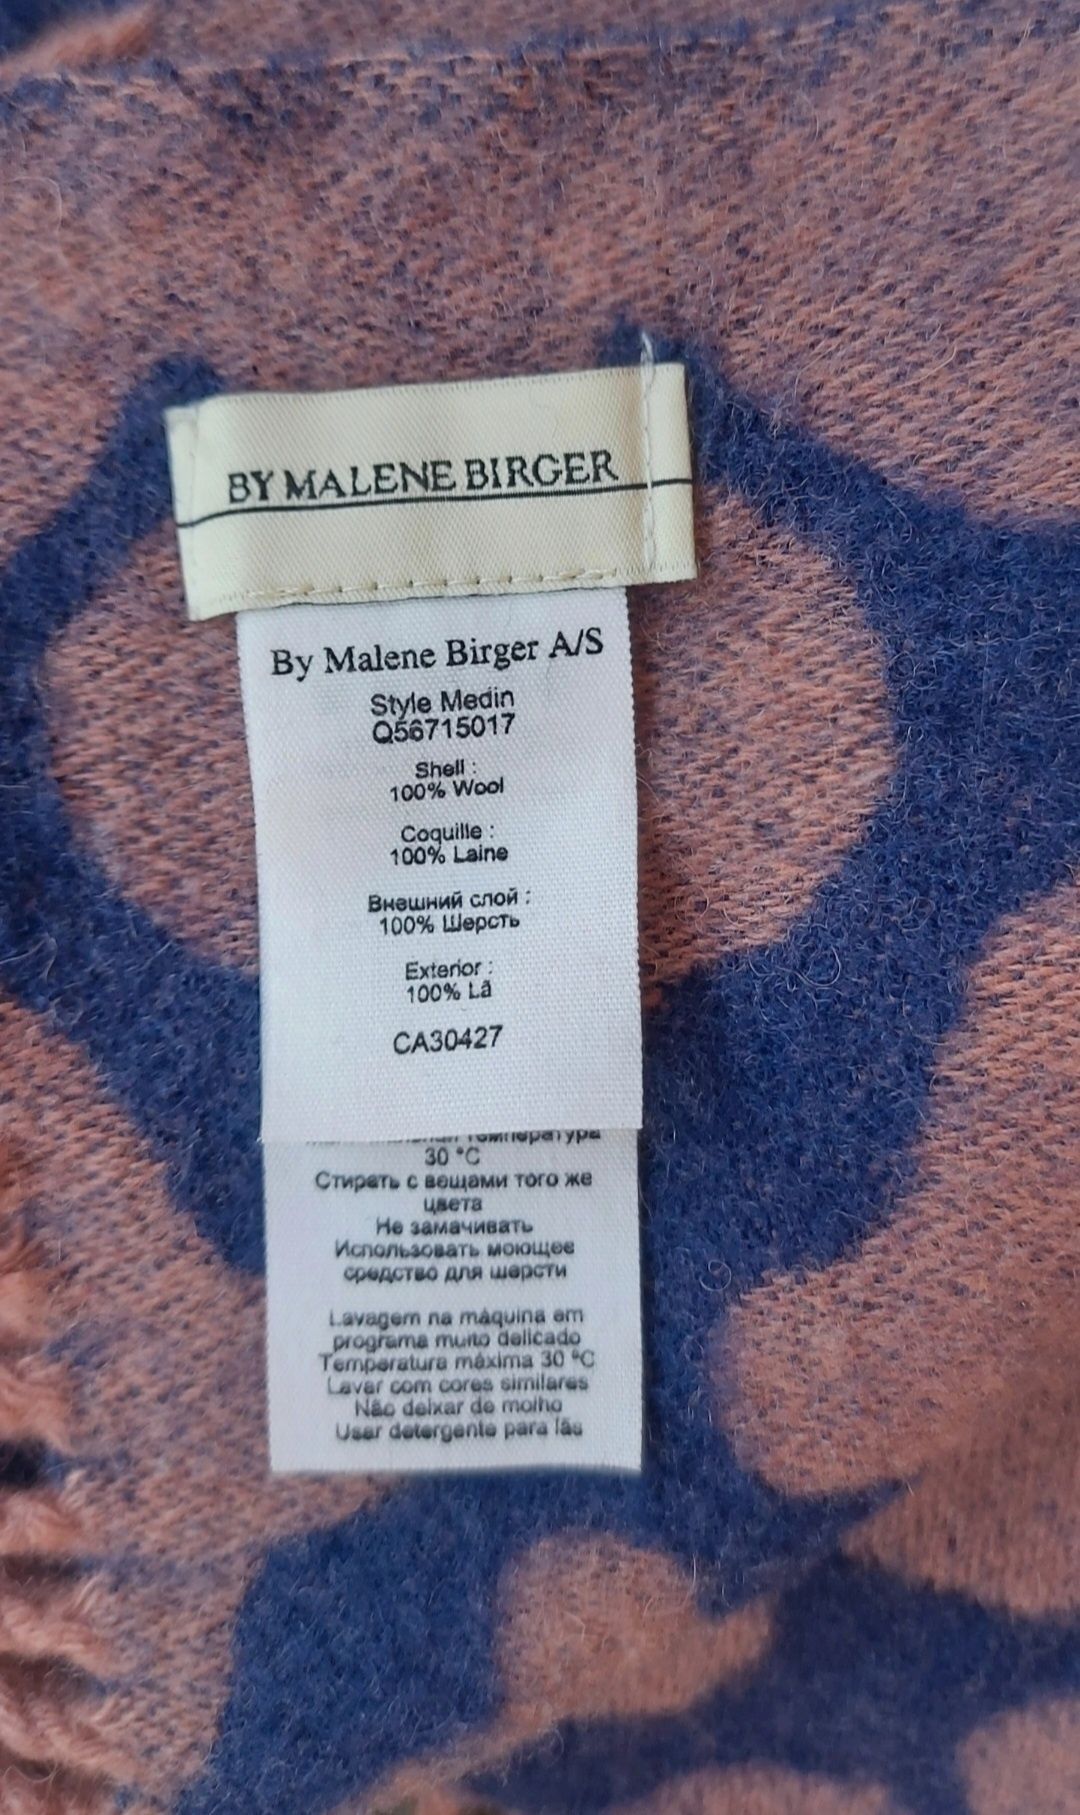 BY MALENE BIRGER
By Malene Birger A/S
Style Medin
Q56715017
Shell :
100% Wool
Coquille :
100% Laine
Внешний слой :
100% Шерсть
Exterior :
100% Lã
CA30427
температура
30 °C
Стирать с вещами того же
цвета
Не замачивать
Использовать моющее
средство для шерсти
Lavagem na máquina em
programa muito delicado
Temperatura máxima 30 °C
Lavar com cores similares
Não deixar de molho
Usar detergente para lãs